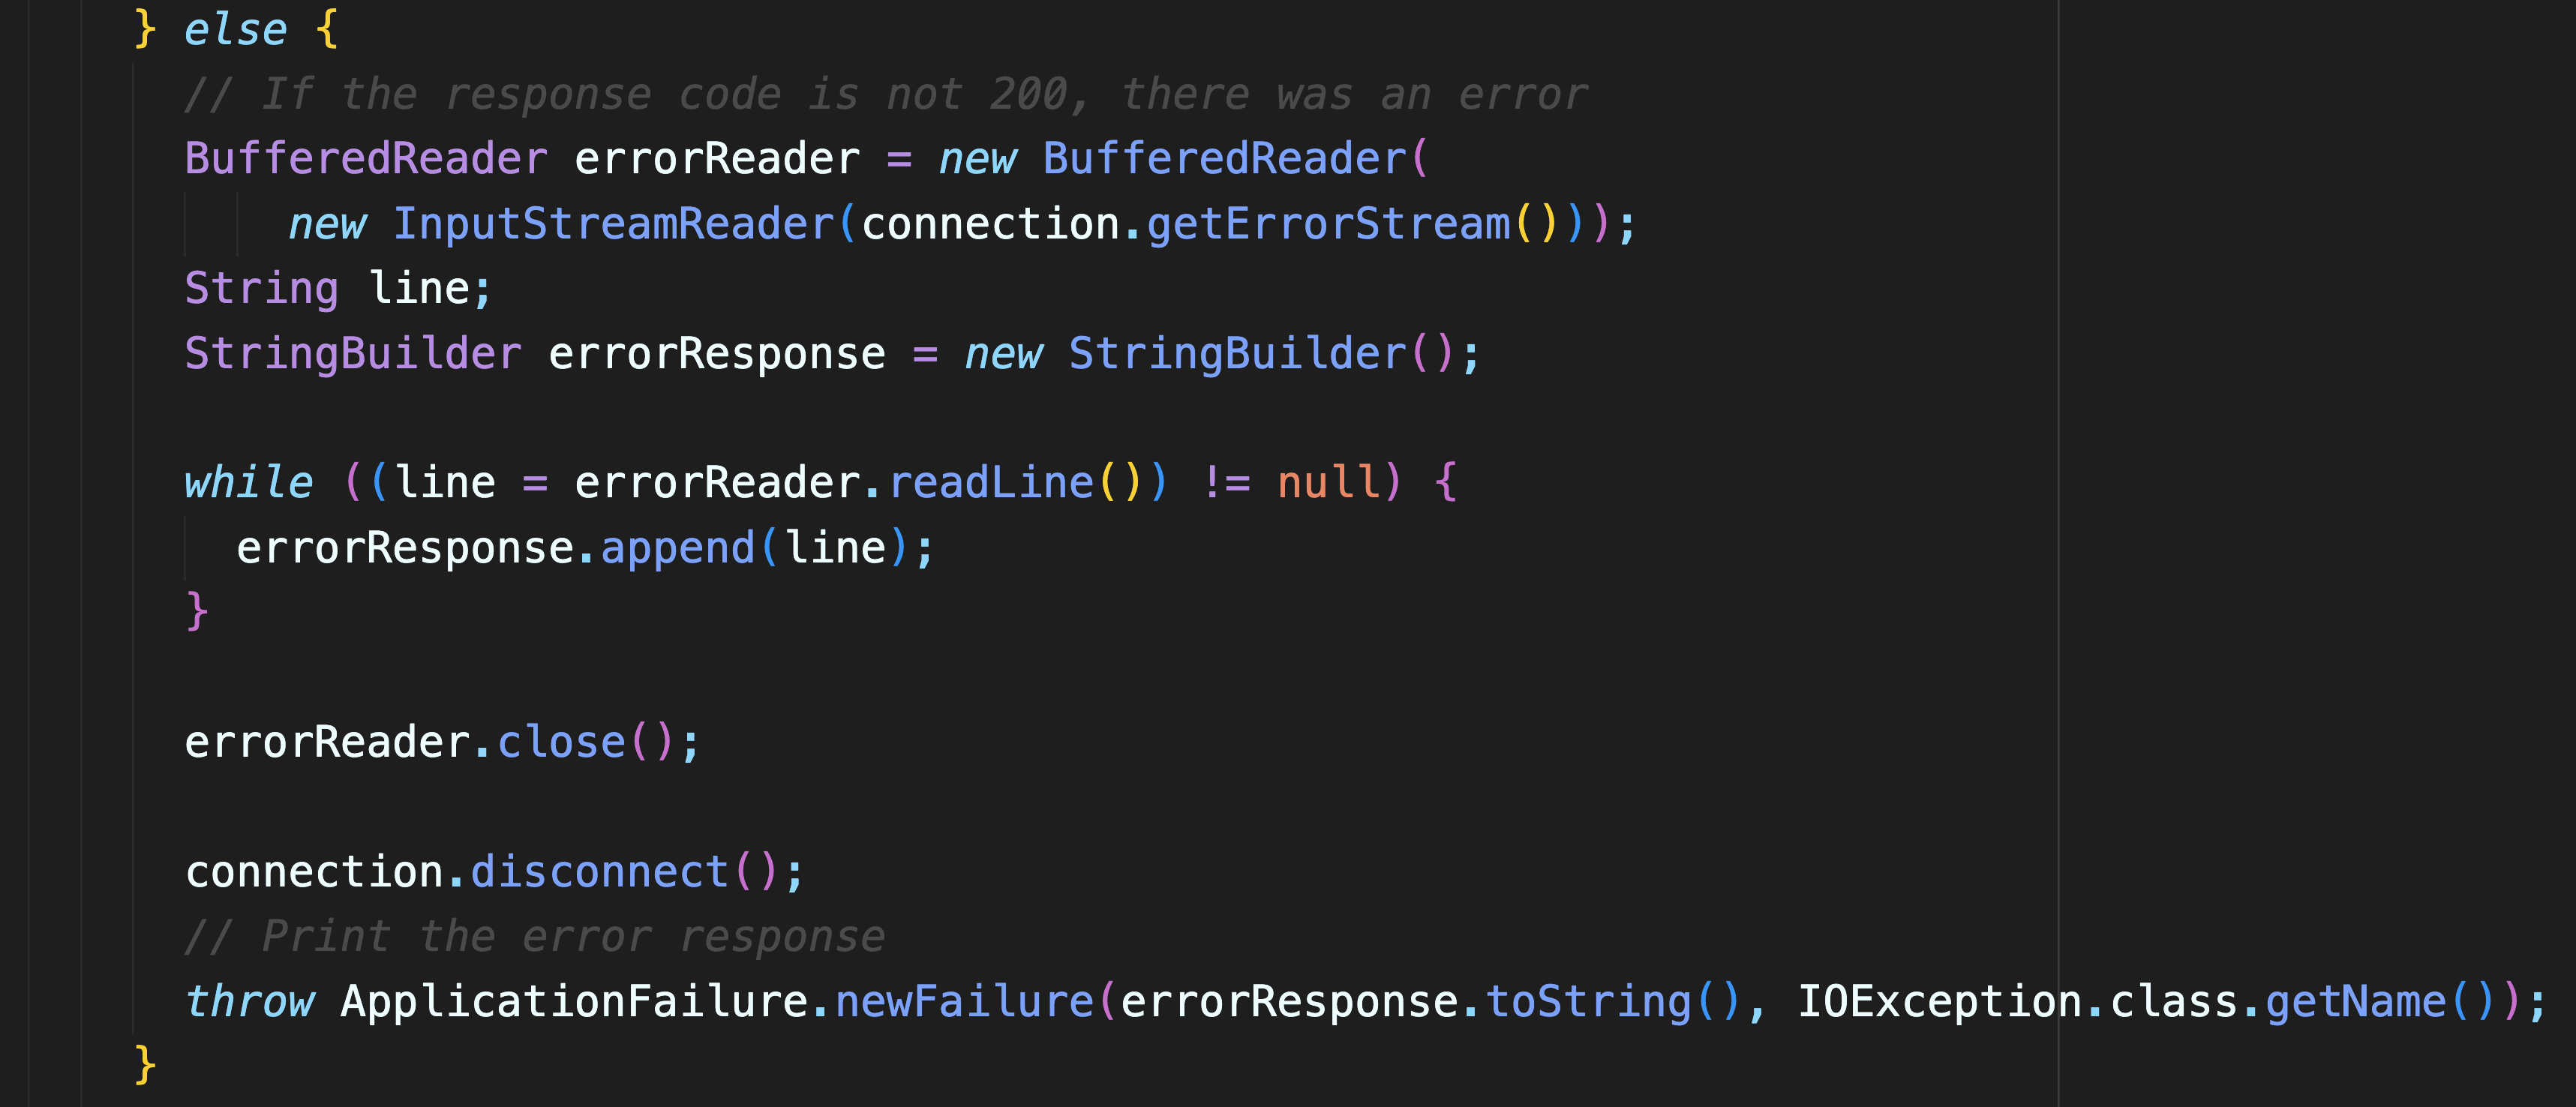 } else {
// If the response code is not 200, there was an error
BufferedReader errorReader = new BufferedReader(
new InputStreamReader(connection.getErrorStream()));
String line;
StringBuilder errorResponse = new StringBuilder();
while ((line = errorReader.readLine()) != null) {
errorResponse.append(line);
}
errorReader.close();
connection.disconnect();
// Print the error response
throw ApplicationFailure.newFailure(errorResponse.toString(), IOException.class.getName());
}